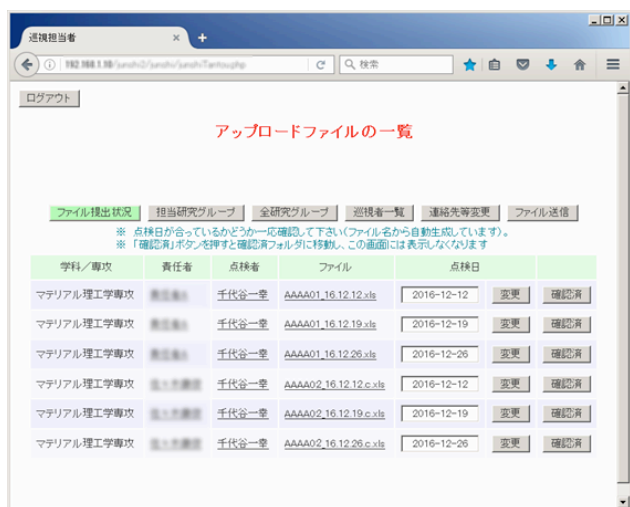 巡視担当者
検索
ログアウト
アップロードファイルの一覧
ファイル提出状況 担当研究グループ 全研究グループ 巡視者一覧 連絡先等変更 ファイル送信
※ 点検日が合っているかどうか一応確認して下さい(ファイル名から自動生成しています)。
※ 「確認済」ボタンを押すと確認済フォルダに移動し、この画面には表示しなくなります
学科/専攻 責任者 点検者 ファイル 点検日
マテリアル理工学専攻 千代谷一幸 AAAA01_16.12.12.xls 2016-12-12 変更 確認済
マテリアル理工学専攻 千代谷一幸 AAAA01_16.12.19.xls 2016-12-19 変更 確認済
マテリアル理工学専攻 千代谷一幸 AAAA01_16.12.26.xls 2016-12-26 変更 確認済
マテリアル理工学専攻 千代谷一幸 AAAA02_16.12.12.c.xls 2016-12-12 変更 確認済
マテリアル理工学専攻 千代谷一幸 AAAA02_16.12.19.c.xls 2016-12-19 変更 確認済
マテリアル理工学専攻 千代谷一幸 AAAA02_16.12.26.c.xls 2016-12-26 変更 確認済